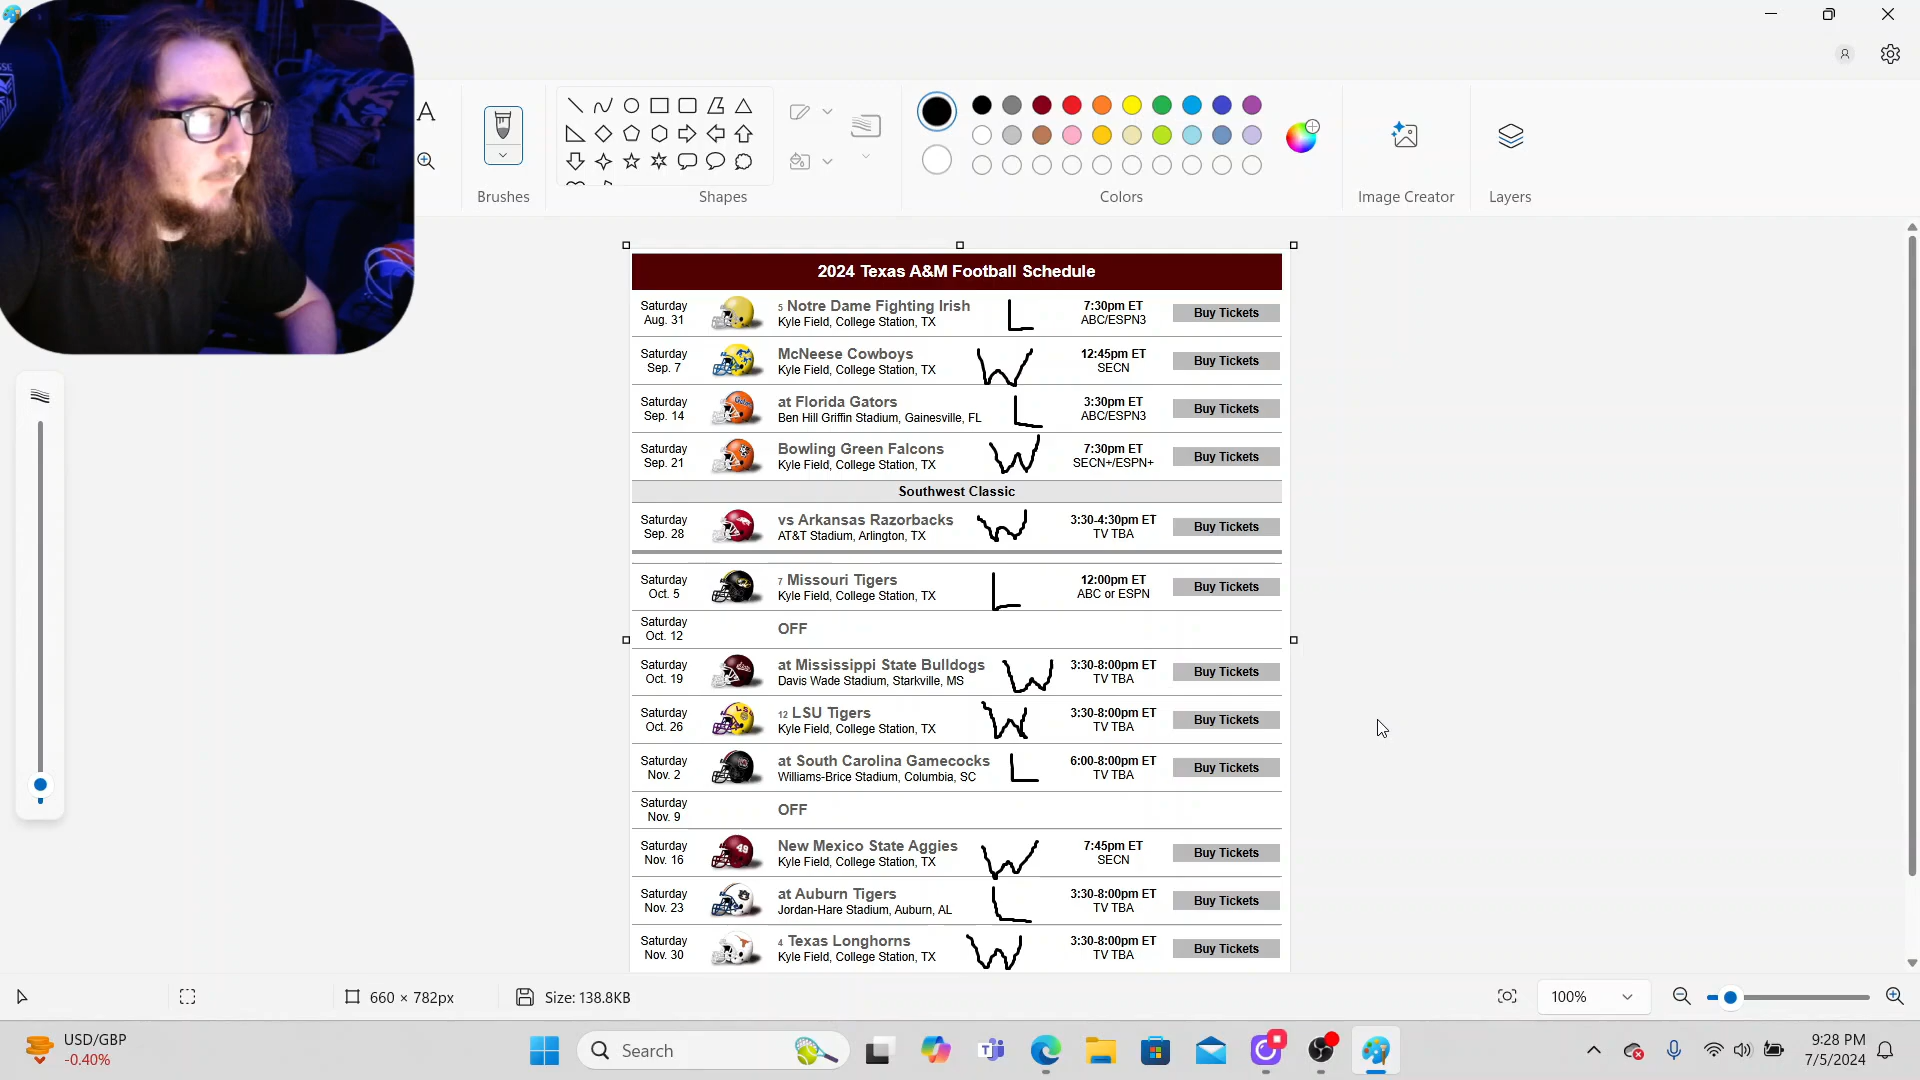 A
Brushes
Shapes
Colors
Image Creator
Layers
2024 Texas A&M Football Schedule
Saturday Aug. 31 5 Notre Dame Fighting Irish L 7:30pm ET Buy Tickets
Kyle Field, College Station, TX ABC/ESPN3
Saturday Sep. 7 McNeese Cowboys W 12:45pm ET Buy Tickets
Kyle Field, College Station, TX SECN
Saturday Sep. 14 at Florida Gators L 3:30pm ET Buy Tickets
Ben Hill Griffin Stadium, Gainesville, FL ABC/ESPN3
Saturday Sep. 21 Bowling Green Falcons W 7:30pm ET Buy Tickets
Kyle Field, College Station, TX SECN+/ESPN+
Southwest Classic
Saturday Sep. 28 vs Arkansas Razorbacks W 3:30-4:30pm ET Buy Tickets
AT&T Stadium, Arlington, TX TV TBA
Saturday Oct. 5 7 Missouri Tigers L 12:00pm ET Buy Tickets
Kyle Field, College Station, TX ABC or ESPN
Saturday Oct. 12 OFF
Saturday Oct. 19 at Mississippi State Bulldogs W 3:30-8:00pm ET Buy Tickets
Davis Wade Stadium, Starkville, MS TV TBA
Saturday Oct. 26 12 LSU Tigers W 3:30-8:00pm ET Buy Tickets
Kyle Field, College Station, TX TV TBA
Saturday Nov. 2 at South Carolina Gamecocks L 6:00-8:00pm ET Buy Tickets
Williams-Brice Stadium, Columbia, SC TV TBA
Saturday Nov. 9 OFF
Saturday Nov. 16 New Mexico State Aggies W 7:45pm ET Buy Tickets
Kyle Field, College Station, TX SECN
Saturday Nov. 23 at Auburn Tigers L 3:30-8:00pm ET Buy Tickets
Jordan-Hare Stadium, Auburn, AL TV TBA
Saturday Nov. 30 4 Texas Longhorns W 3:30-8:00pm ET Buy Tickets
Kyle Field, College Station, TX TV TBA
660 × 782px
Size: 138.8KB
100%
USD/GBP
-0.40%
Search
9:28 PM
7/5/2024